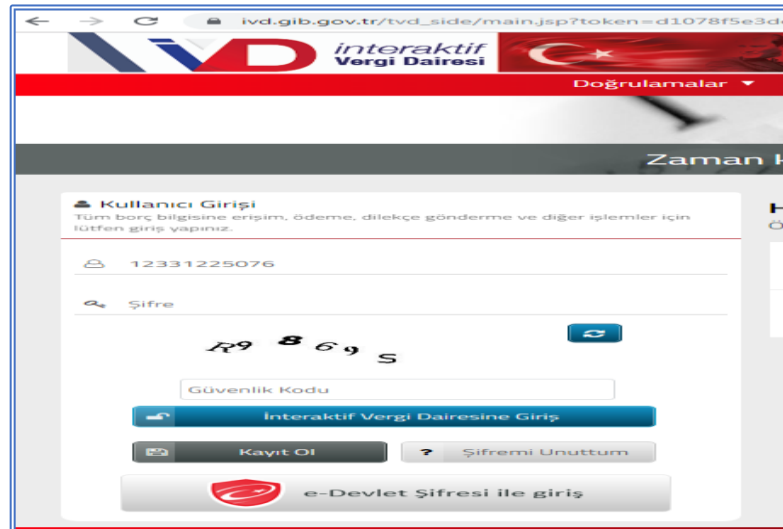 ivd.gib.gov.tr/tvd_side/main.jsp?token=d1078f5e3d
İVD interaktif
Vergi Dairesi
Doğrulamalar
Zaman
Kullanıcı Girişi
Tüm borç bilgisine erişim, ödeme, dilekçe gönderme ve diğer işlemler için
lütfen giriş yapınız.
12331225076
Şifre
R9 8 69 S
Güvenlik Kodu
İnteraktif Vergi Dairesine Giriş
Kayıt Ol
? Şifremi Unuttum
e-Devlet Şifresi ile giriş